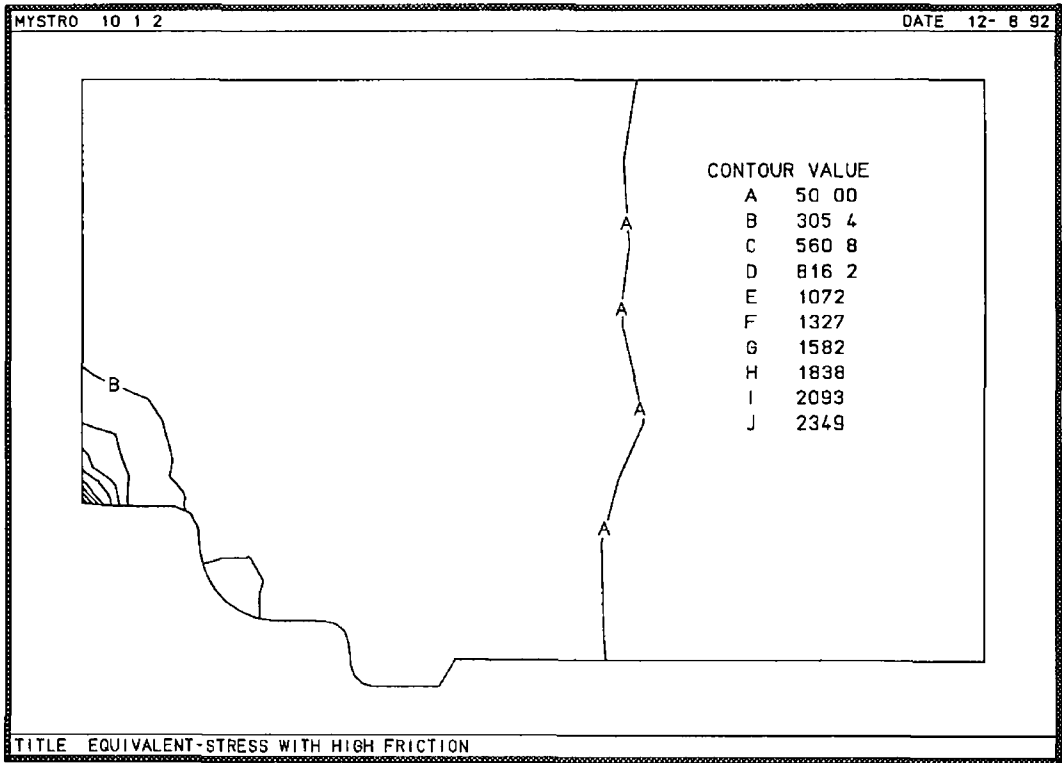 MYSTRO 10 1 2 DATE 12- 8 92
CONTOUR VALUE
A 50 00
B 305 4
C 560 8
D 816 2
E 1072
F 1327
G 1582
H 1838
I 2093
J 2349
A
A
B
A
A
TITLE EQUIVALENT-STRESS WITH HIGH FRICTION